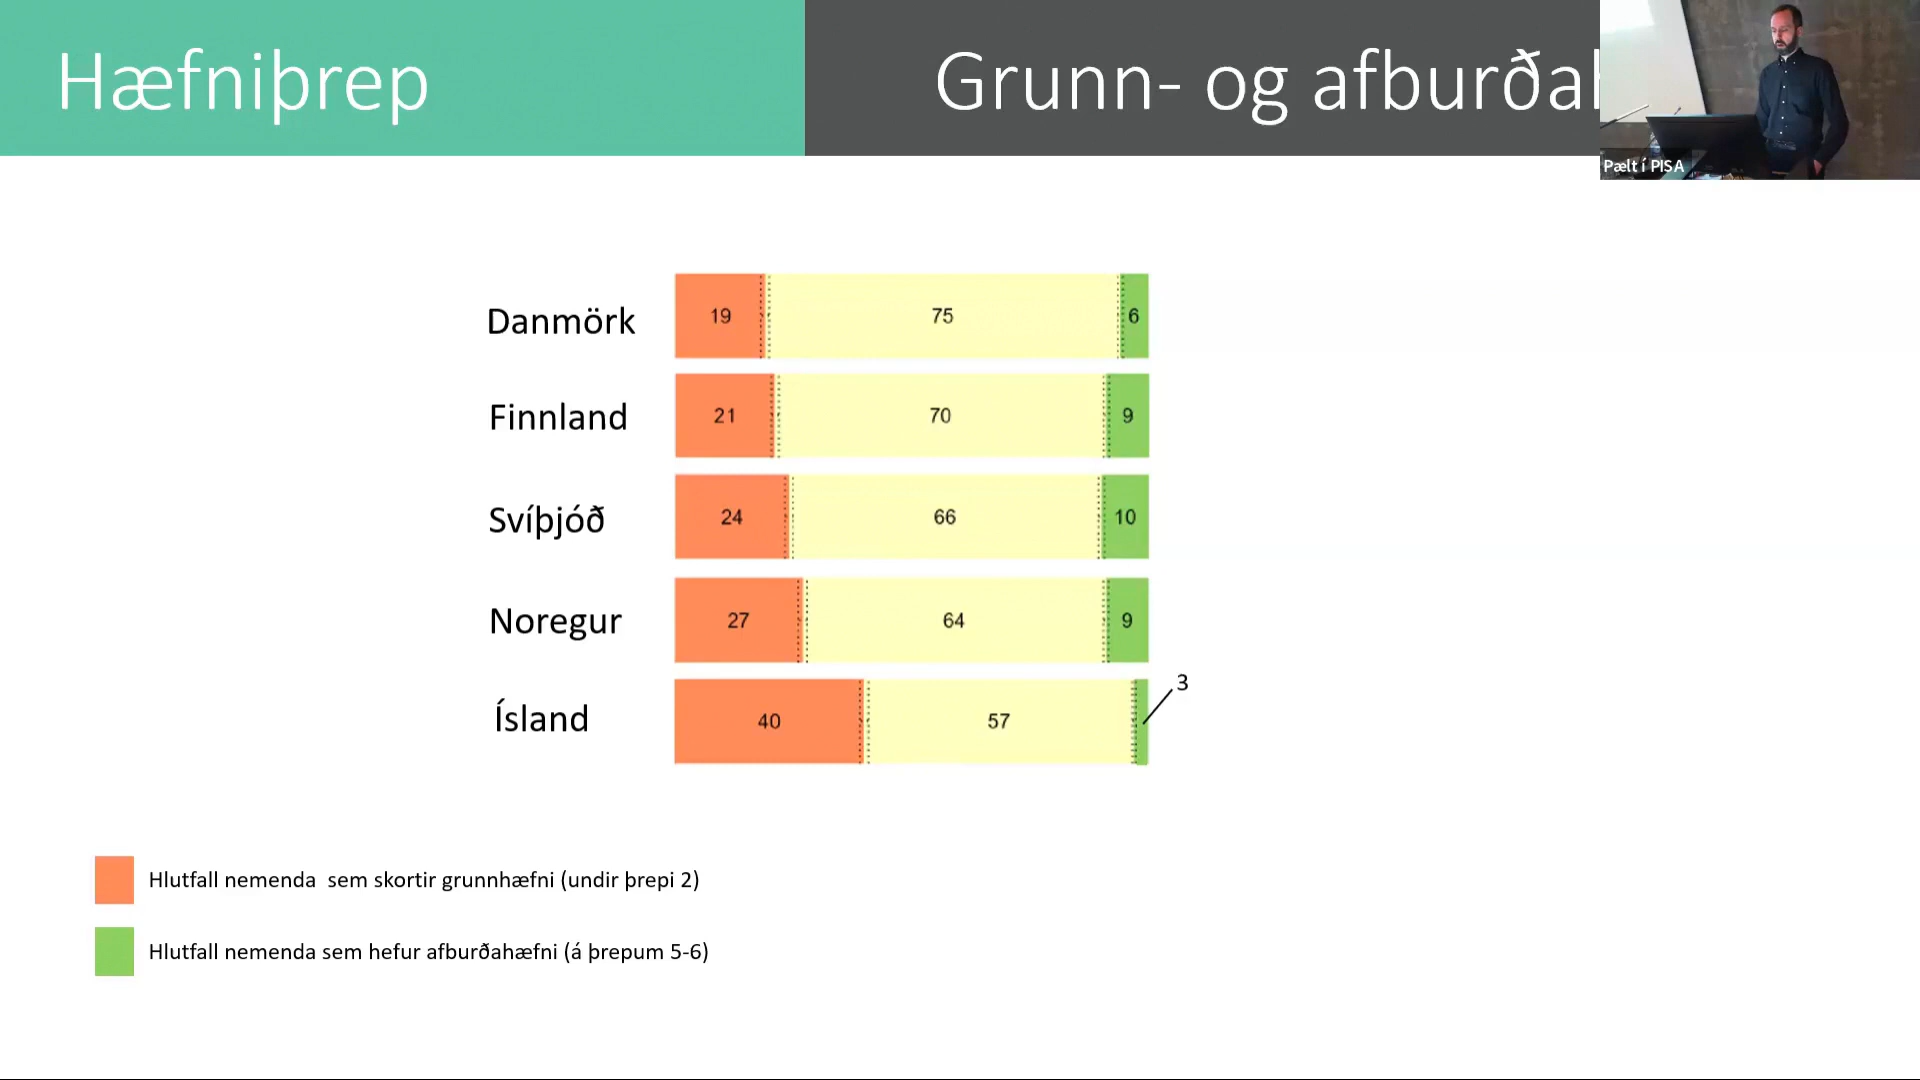 Hæfniþrep
Grunn- og
Pælt í PISA
Danmörk 19 75 6
Finnland 21 70 9
Svíþjóð 24 66 10
Noregur 27 64 9
3
Ísland 40 57
Hlutfall nemenda sem skortir grunnhæfni (undir þrepi 2)
Hlutfall nemenda sem hefur afburðahæfni (á þrepum 5-6)